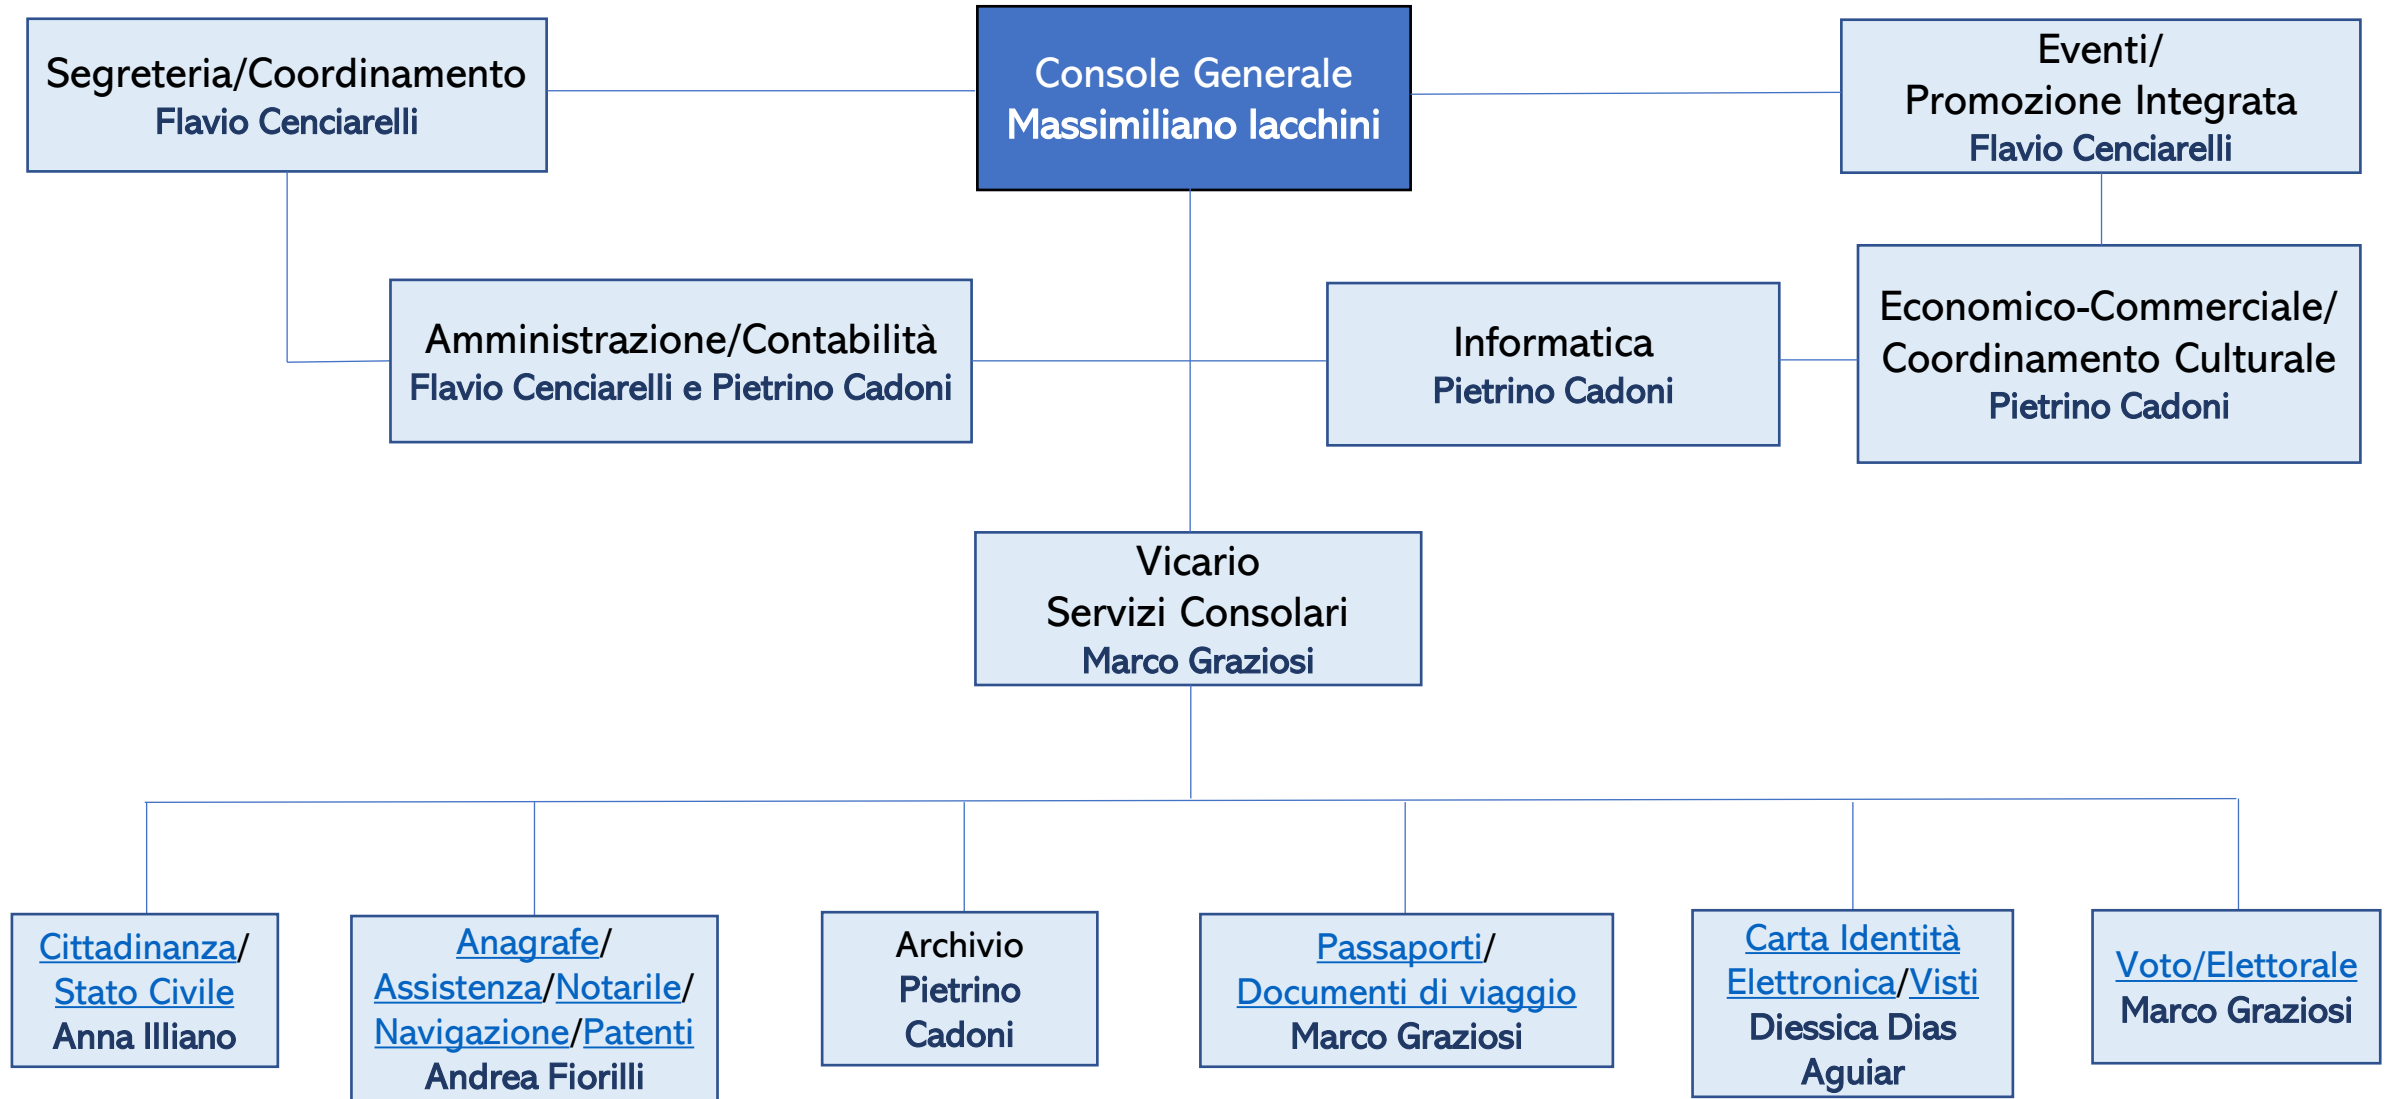 Segreteria/Coordinamento
Flavio Cenciarelli
Console Generale
Massimiliano Iacchini
Eventi/
Promozione Integrata
Flavio Cenciarelli
Amministrazione/Contabilità
Flavio Cenciarelli e Pietrino Cadoni
Informatica
Pietrino Cadoni
Economico-Commerciale/
Coordinamento Culturale
Pietrino Cadoni
Vicario
Servizi Consolari
Marco Graziosi
Cittadinanza/
Stato Civile
Anna Illiano
Anagrafe/
Assistenza/Notarile/
Navigazione/Patenti
Andrea Fiorilli
Archivio
Pietrino
Cadoni
Passaporti/
Documenti di viaggio
Marco Graziosi
Carta Identità
Elettronica/Visti
Diessica Dias
Aguiar
Voto/Elettorale
Marco Graziosi